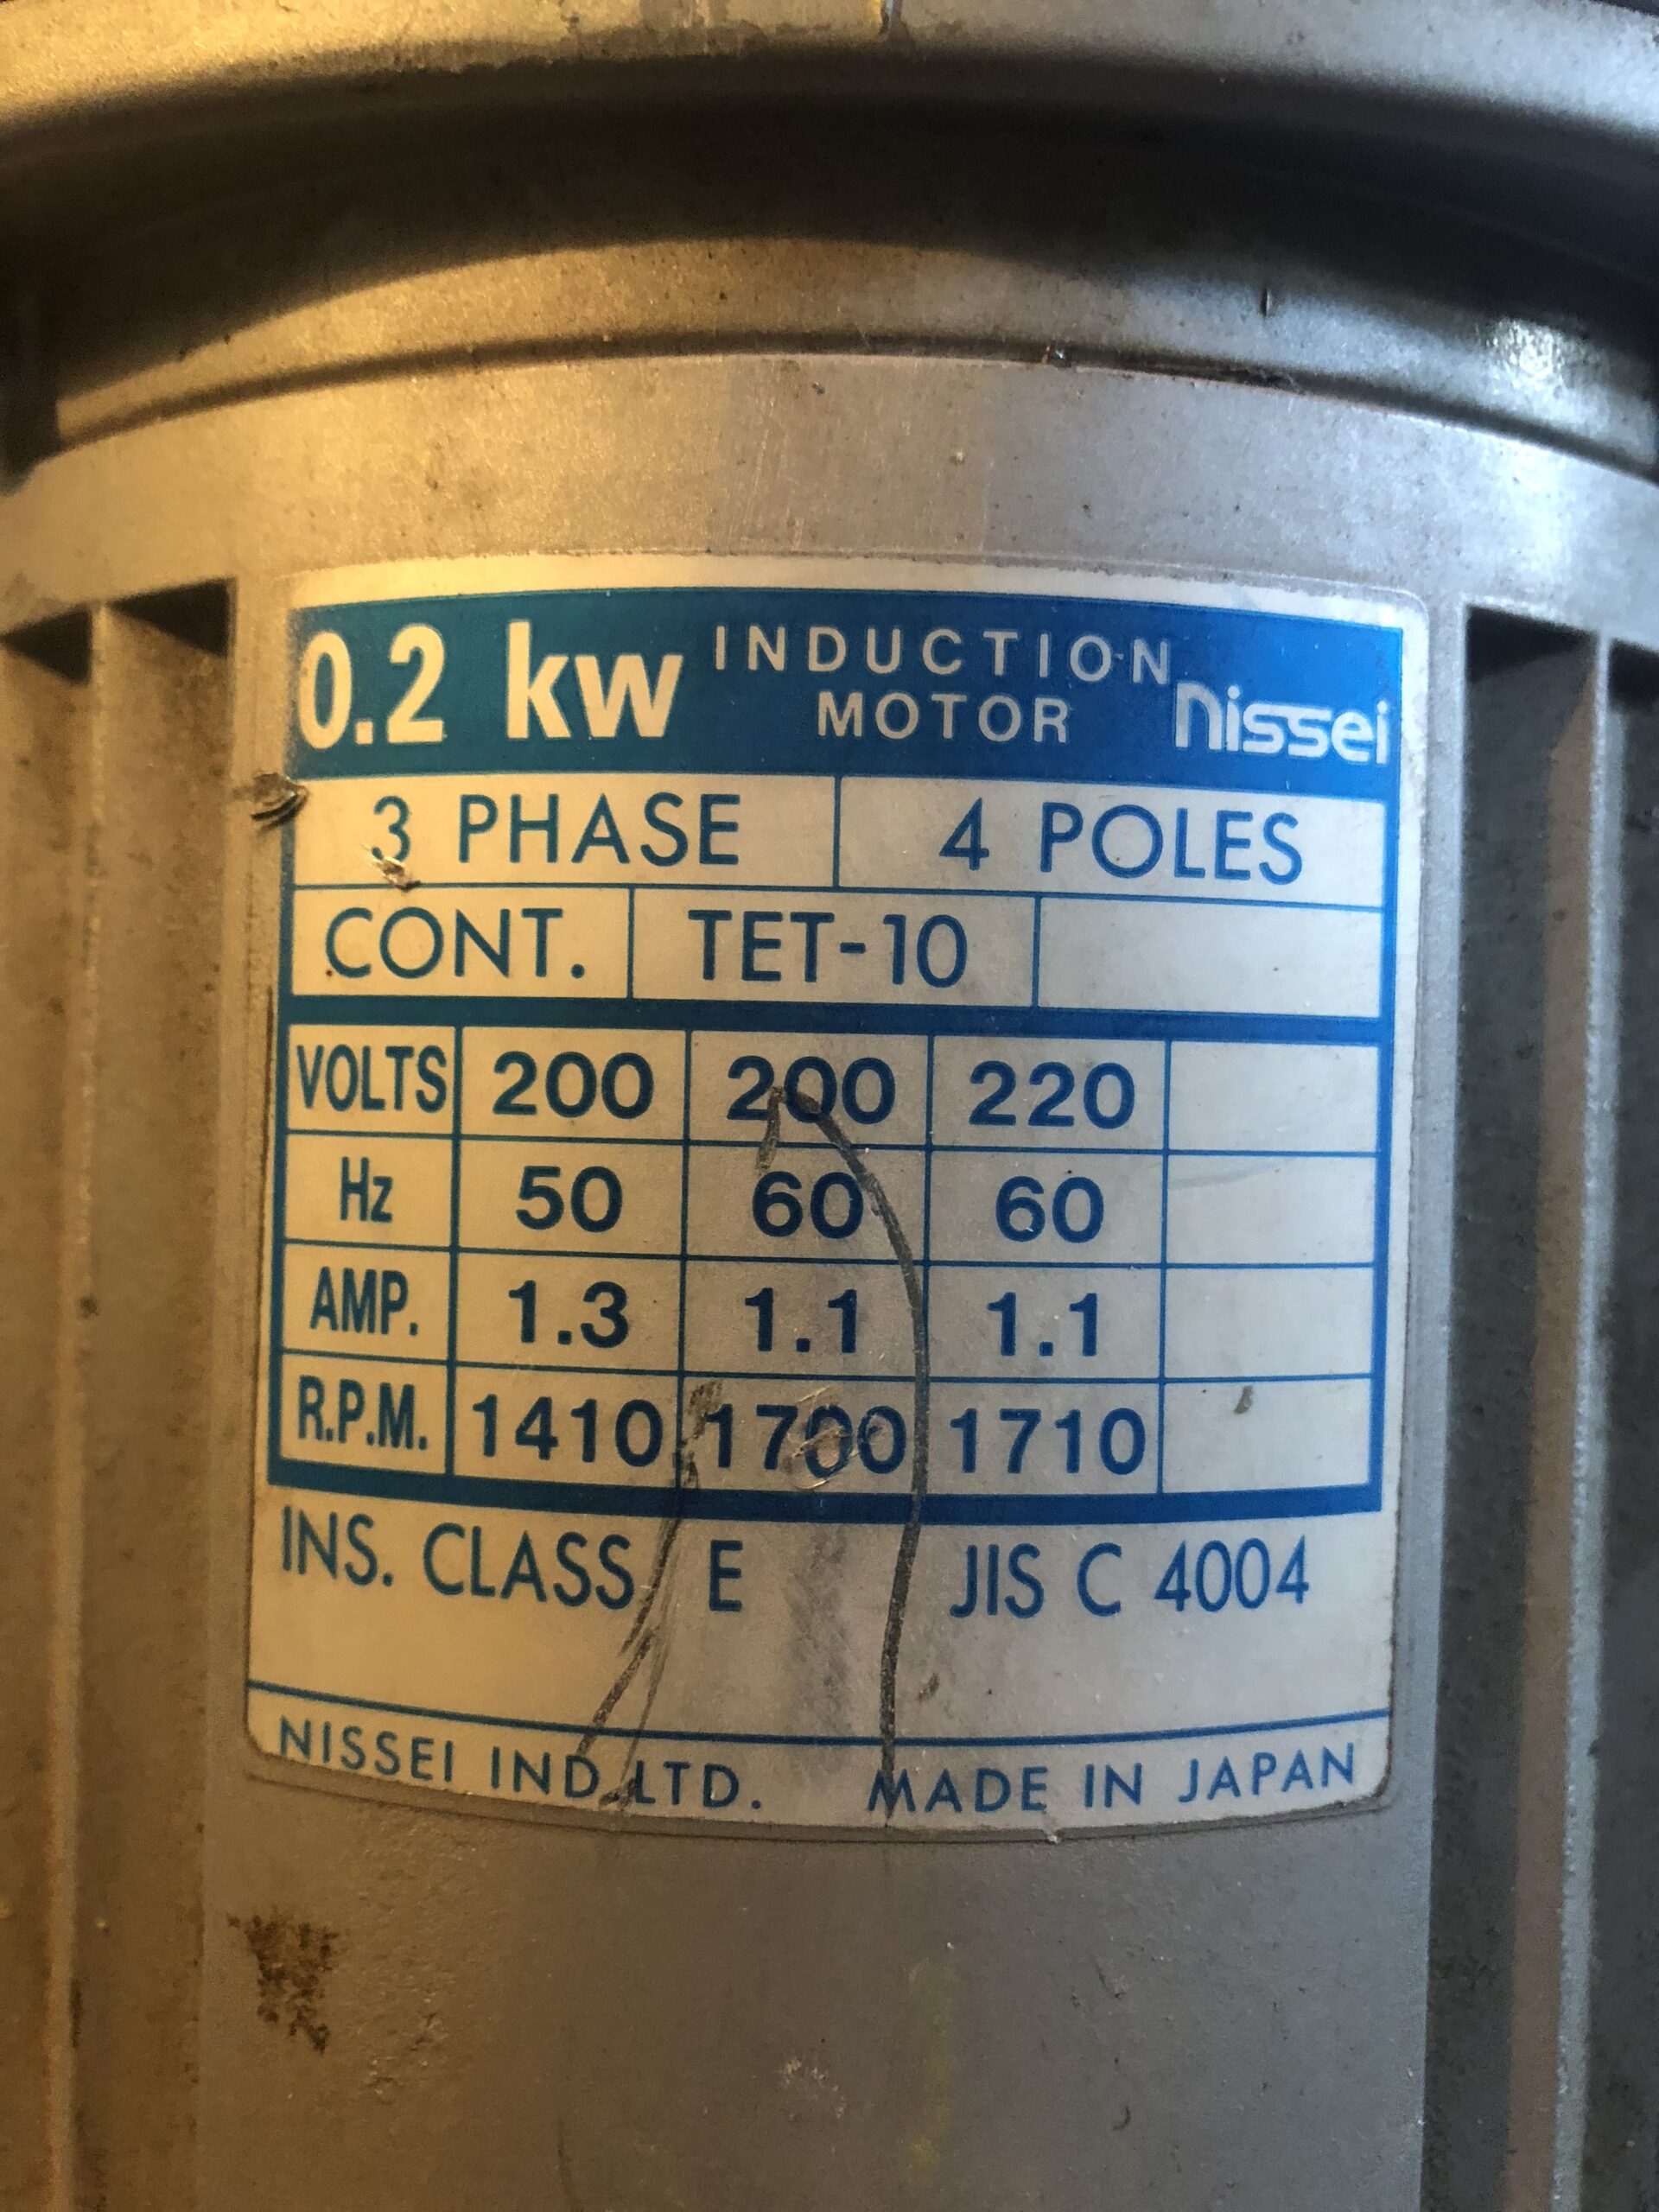 0.2 kw INDUCTION MOTOR nissei
3 PHASE 4 POLES
CONT. TET-10
VOLTS 200 200 220
Hz 50 60 60
AMP. 1.3 1.1 1.1
R.P.M. 1410 1700 1710
INS. CLASS E JIS C 4004
NISSEI IND. LTD. MADE IN JAPAN